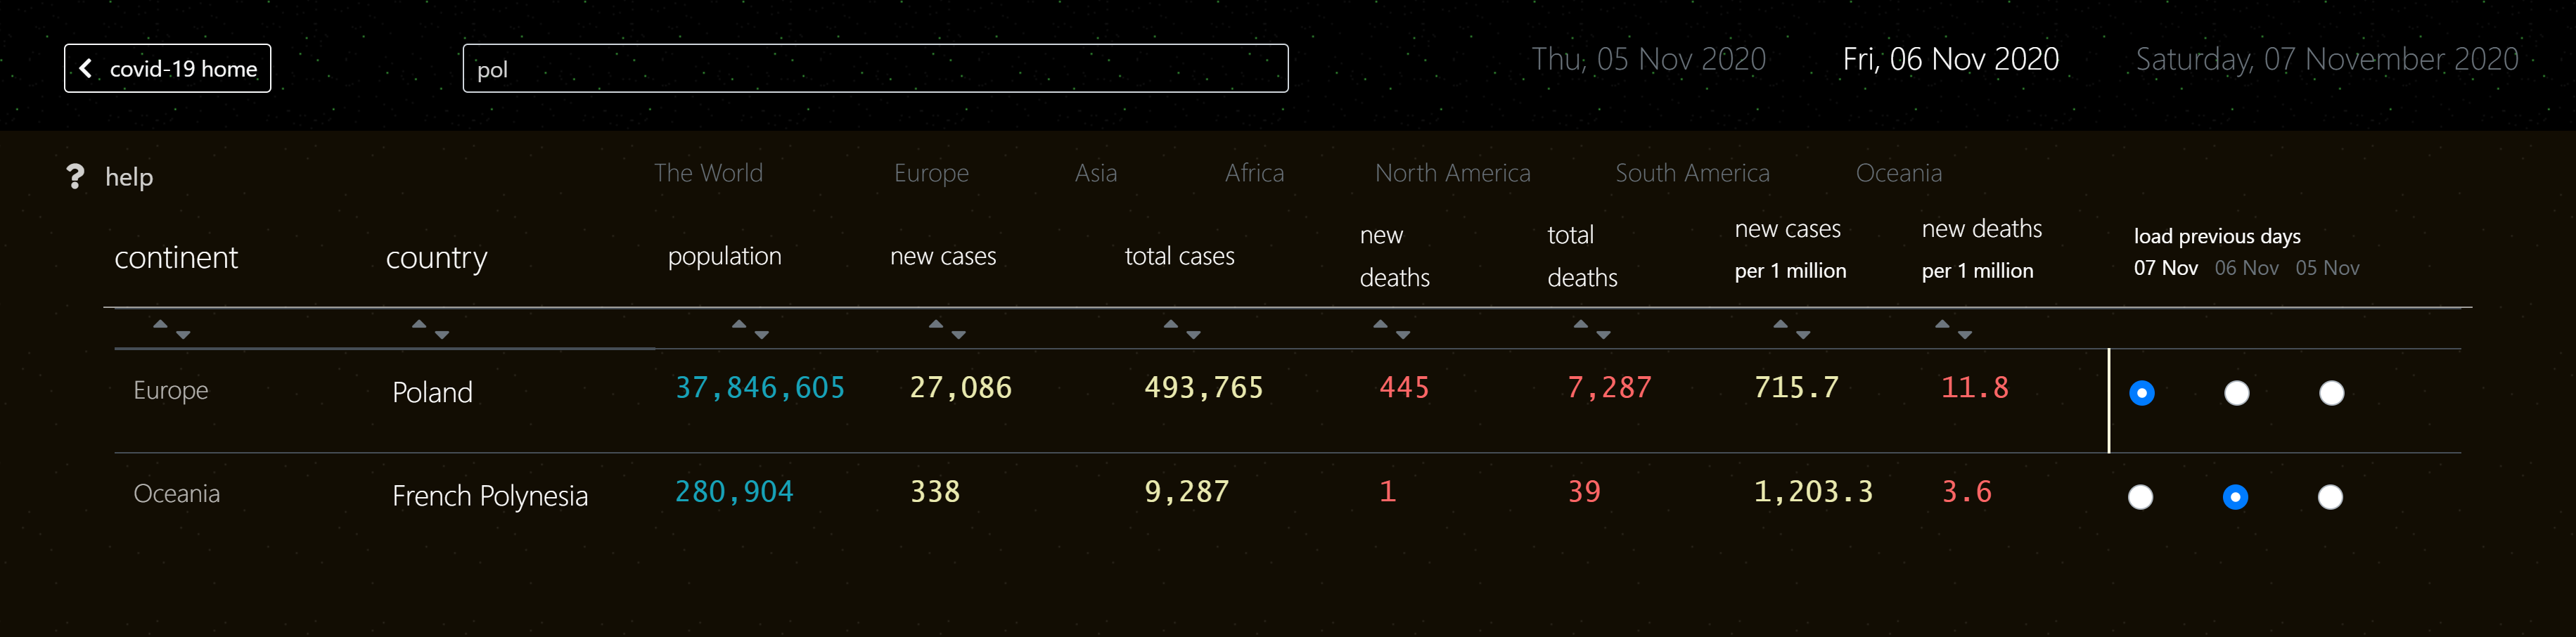 covid-19 home
pol
Thu, 05 Nov 2020
Fri, 06 Nov 2020
Saturday, 07 November 2020
? help
The World Europe Asia Africa North America South America Oceania
continent country population new cases total cases new deaths total deaths new cases per 1 million new deaths per 1 million load previous days
07 Nov 06 Nov 05 Nov
Europe Poland 37,846,605 27,086 493,765 445 7,287 715.7 11.8
Oceania French Polynesia 280,904 338 9,287 1 39 1,203.3 3.6